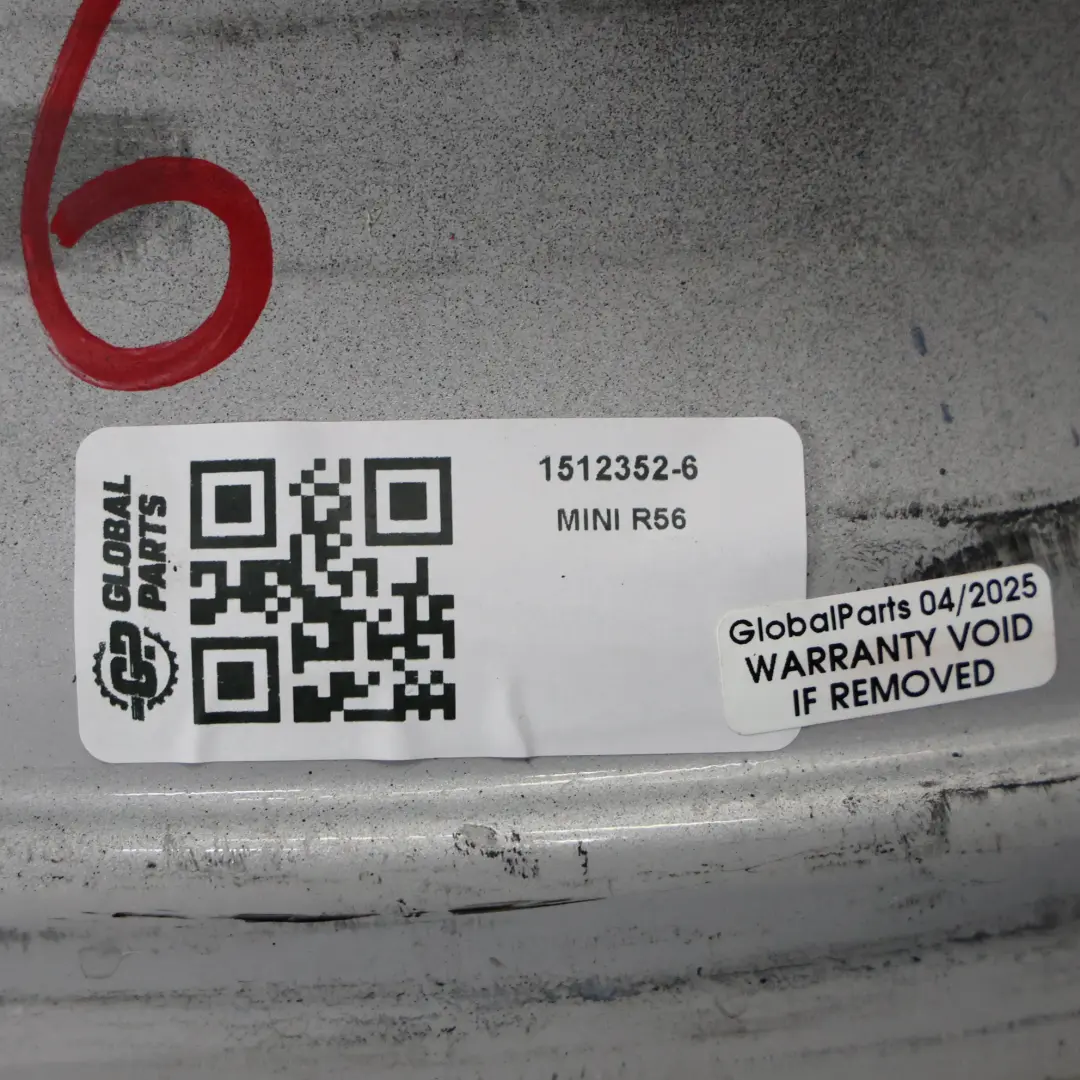 6
GLOBAL
PARTS
1512352-6
MINI R56
GlobalParts 04/2025
WARRANTY VOID
IF REMOVED